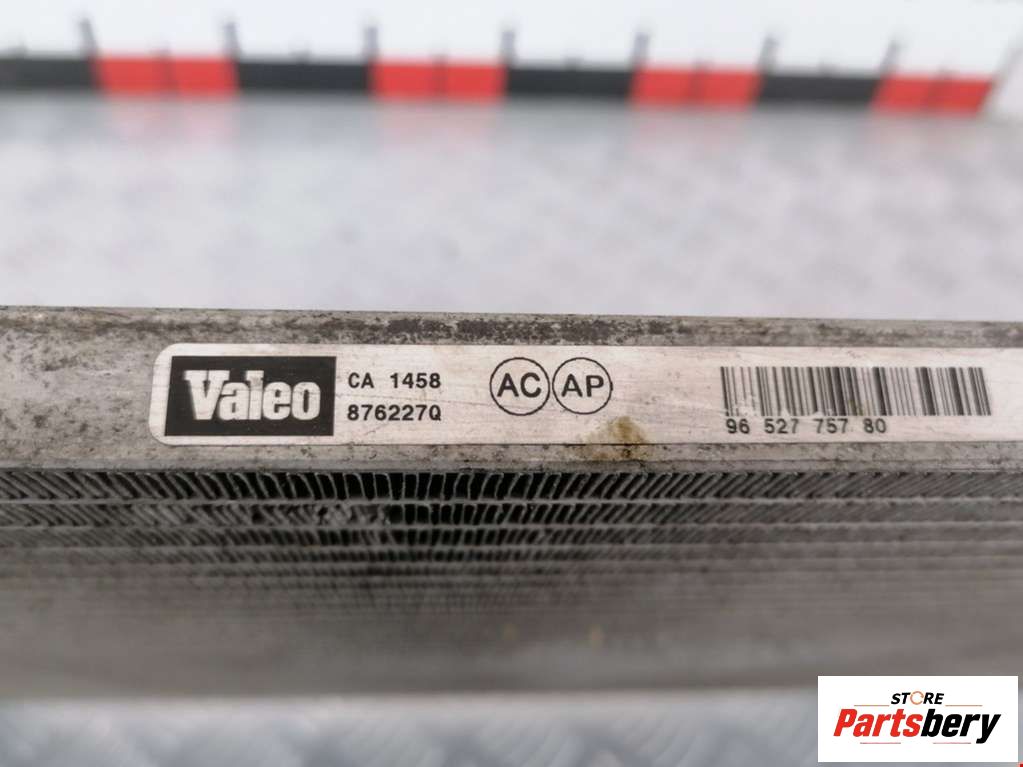 Valeo
CA 1458
876227Q
AC AP
96 527 757 80
STORE
Partsbery